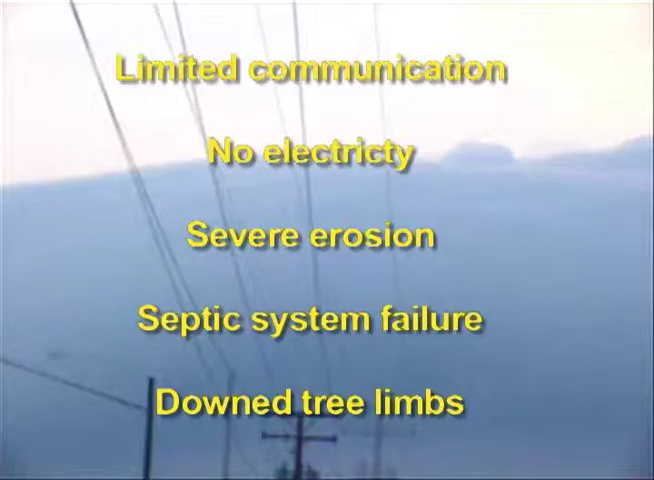 Limited communication
No electricty
Severe erosion
Septic system failure
Downed tree limbs